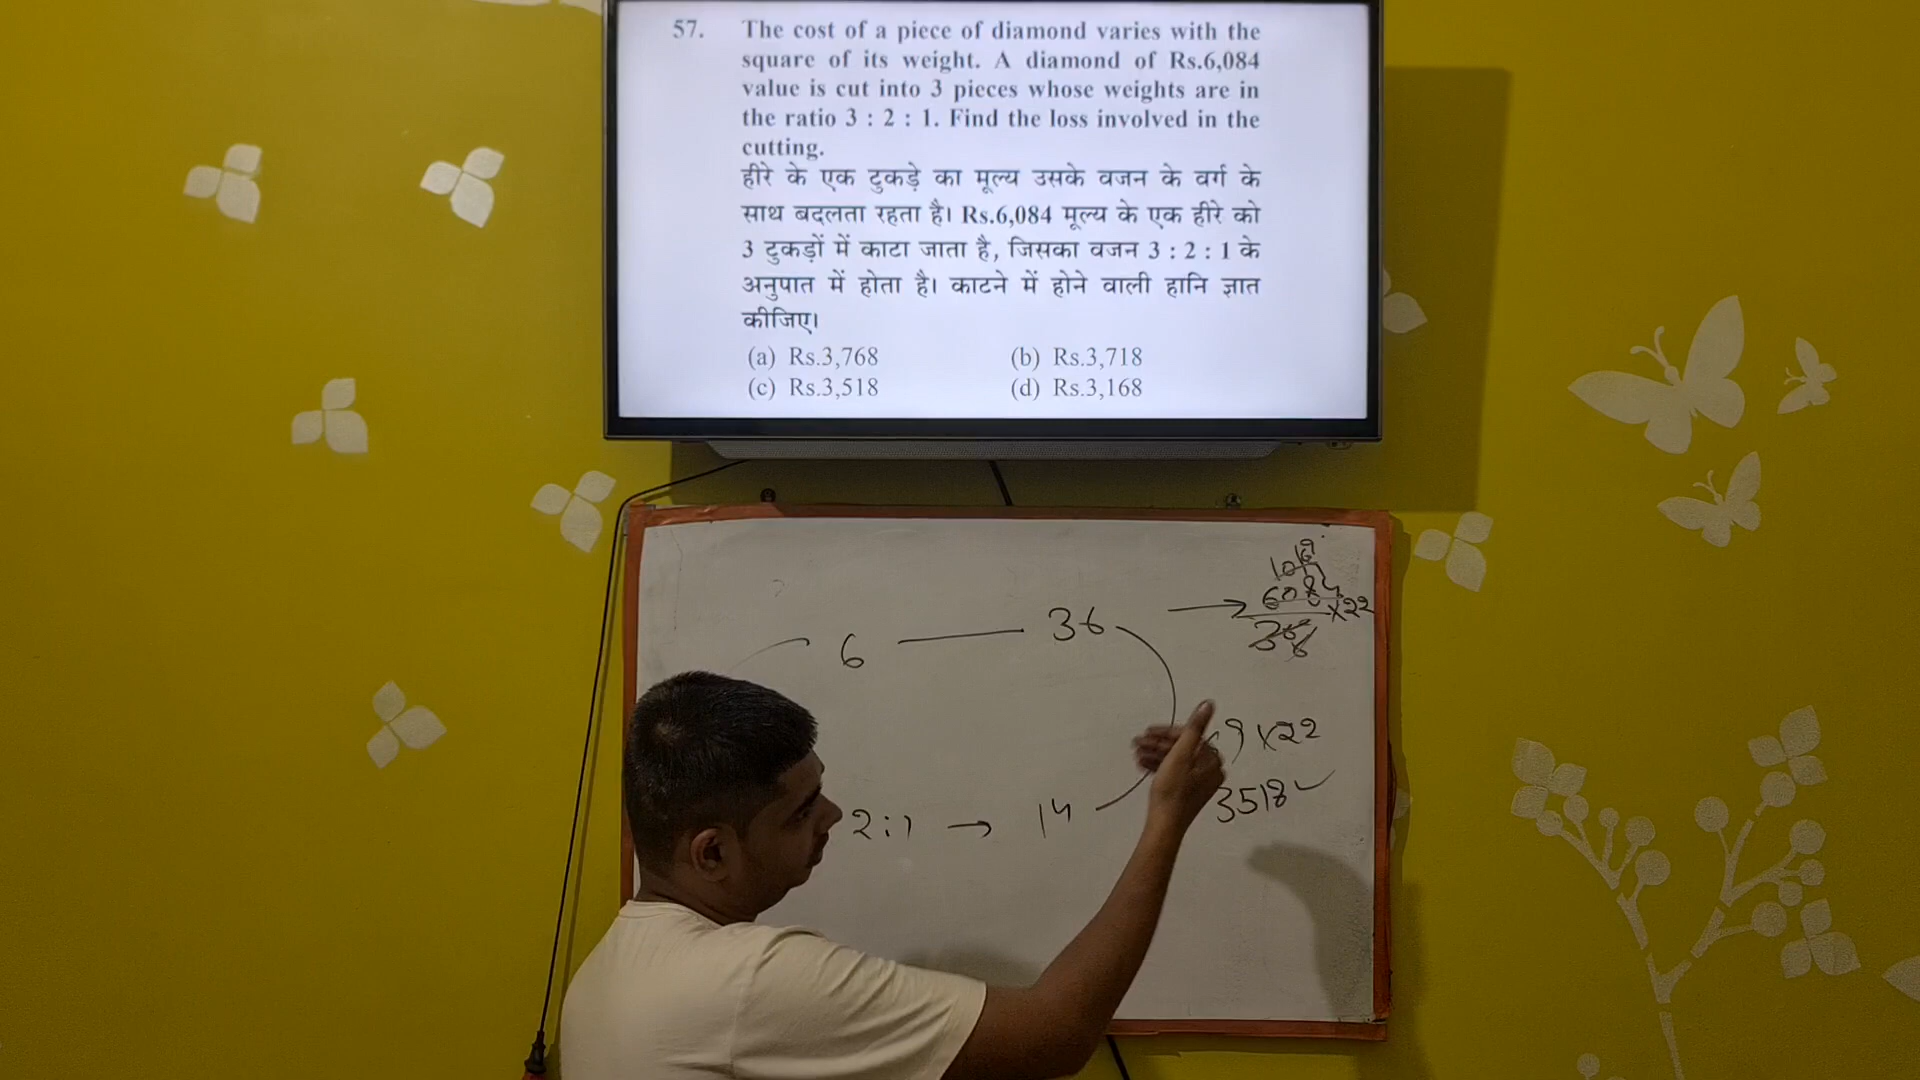 57. The cost of a piece of diamond varies with the
square of its weight. A diamond of Rs.6,084
value is cut into 3 pieces whose weights are in
the ratio 3 : 2 : 1. Find the loss involved in the
cutting.
हीरे के एक टुकड़े का मूल्य उसके वजन के वर्ग के
साथ बदलता रहता है। Rs.6,084 मूल्य के एक हीरे को
3 टुकड़ों में काटा जाता है, जिसका वजन 3 : 2 : 1 के
अनुपात में होता है। काटने में होने वाली हानि ज्ञात
कीजिए।
(a) Rs.3,768 (b) Rs.3,718
(c) Rs.3,518 (d) Rs.3,168
6 — 36 → 6084 ×22
36
9 ×22
2 : 1 → 14
3518 ✓